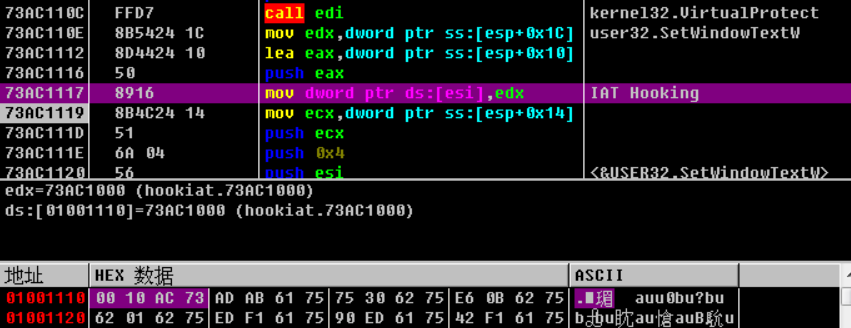 73AC110C FFD7 call edi kernel32.VirtualProtect
73AC110E 8B5424 1C mov edx,dword ptr ss:[esp+0x1C] user32.SetWindowTextW
73AC1112 8D4424 10 lea eax,dword ptr ss:[esp+0x10]
73AC1116 50 push eax
73AC1117 8916 mov dword ptr ds:[esi],edx IAT Hooking
73AC1119 8B4C24 14 mov ecx,dword ptr ss:[esp+0x14]
73AC111D 51 push ecx
73AC111E 6A 04 push 0x4
73AC1120 56 push esi <&USER32.SetWindowTextW>
edx=73AC1000 (hookiat.73AC1000)
ds:[01001110]=73AC1000 (hookiat.73AC1000)
地址 HEX 数据 ASCII
01001110 00 10 AC 73 AD AB 61 75 75 30 62 75 E6 0B 62 75
01001120 62 01 62 75 ED F1 61 75 90 ED 61 75 42 F1 61 75